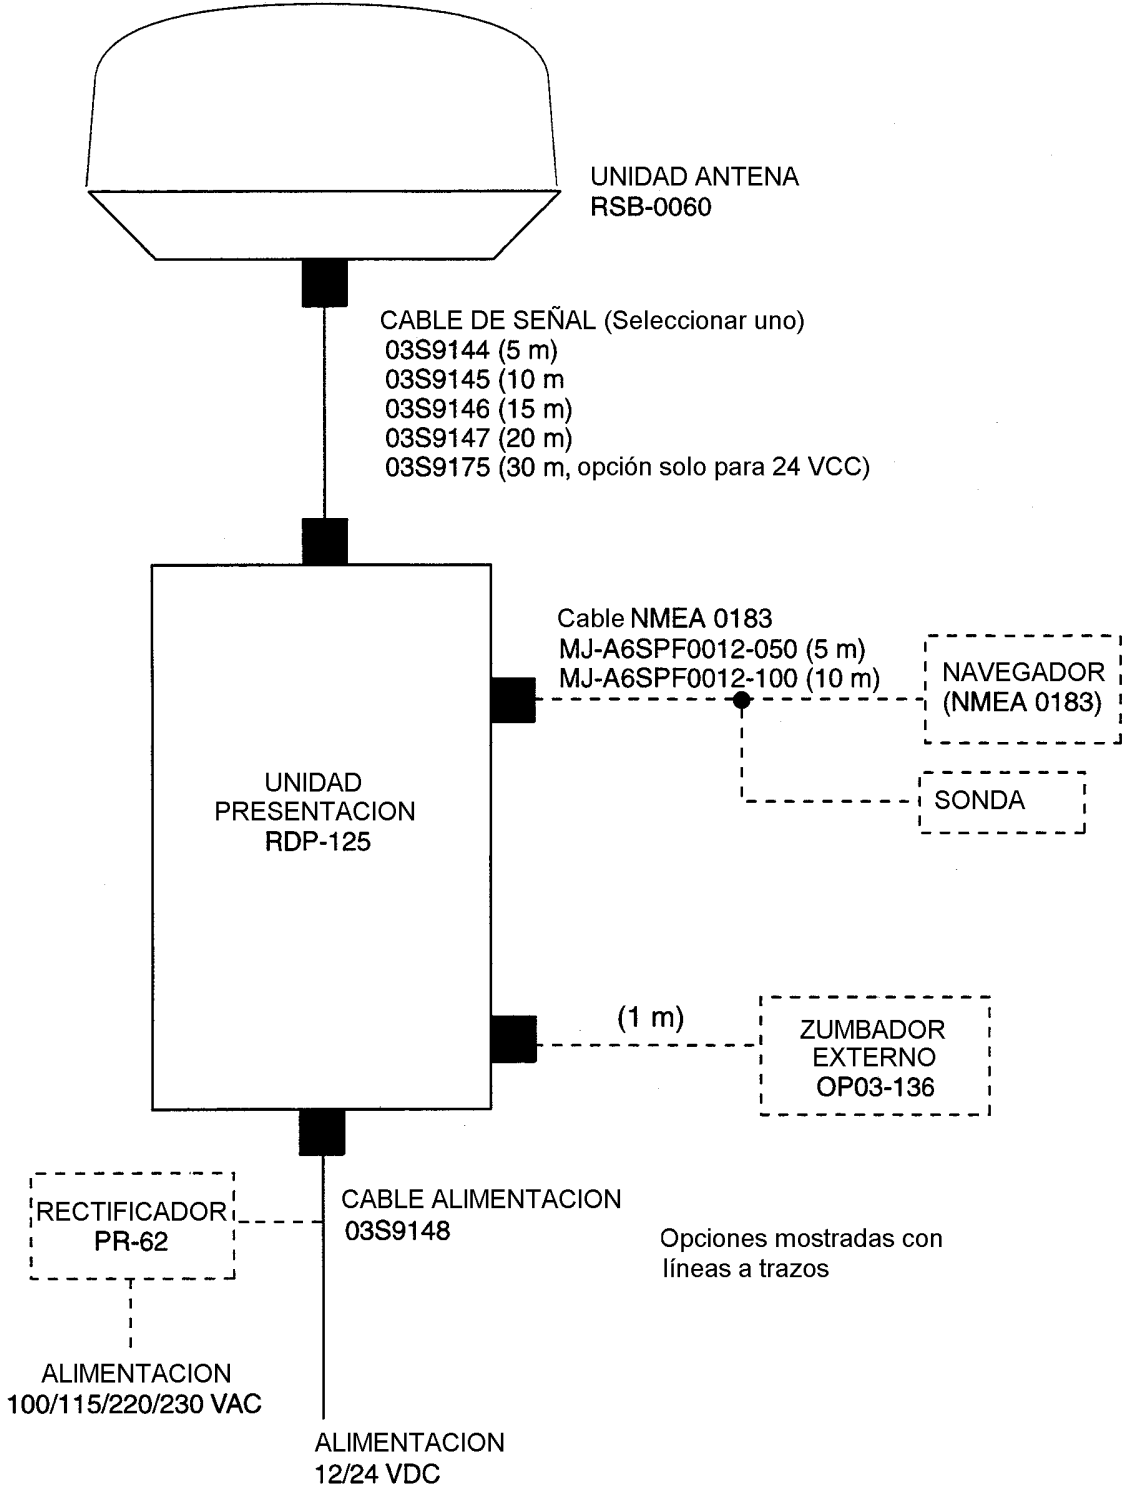 UNIDAD ANTENA
RSB-0060
CABLE DE SEÑAL (Seleccionar uno)
03S9144 (5 m)
03S9145 (10 m
03S9146 (15 m)
03S9147 (20 m)
03S9175 (30 m, opción solo para 24 VCC)
Cable NMEA 0183
MJ-A6SPF0012-050 (5 m)
MJ-A6SPF0012-100 (10 m)
NAVEGADOR
(NMEA 0183)
SONDA
UNIDAD
PRESENTACION
RDP-125
(1 m)
ZUMBADOR
EXTERNO
OP03-136
RECTIFICADOR
PR-62
CABLE ALIMENTACION
03S9148
Opciones mostradas con
líneas a trazos
ALIMENTACION
100/115/220/230 VAC
ALIMENTACION
12/24 VDC